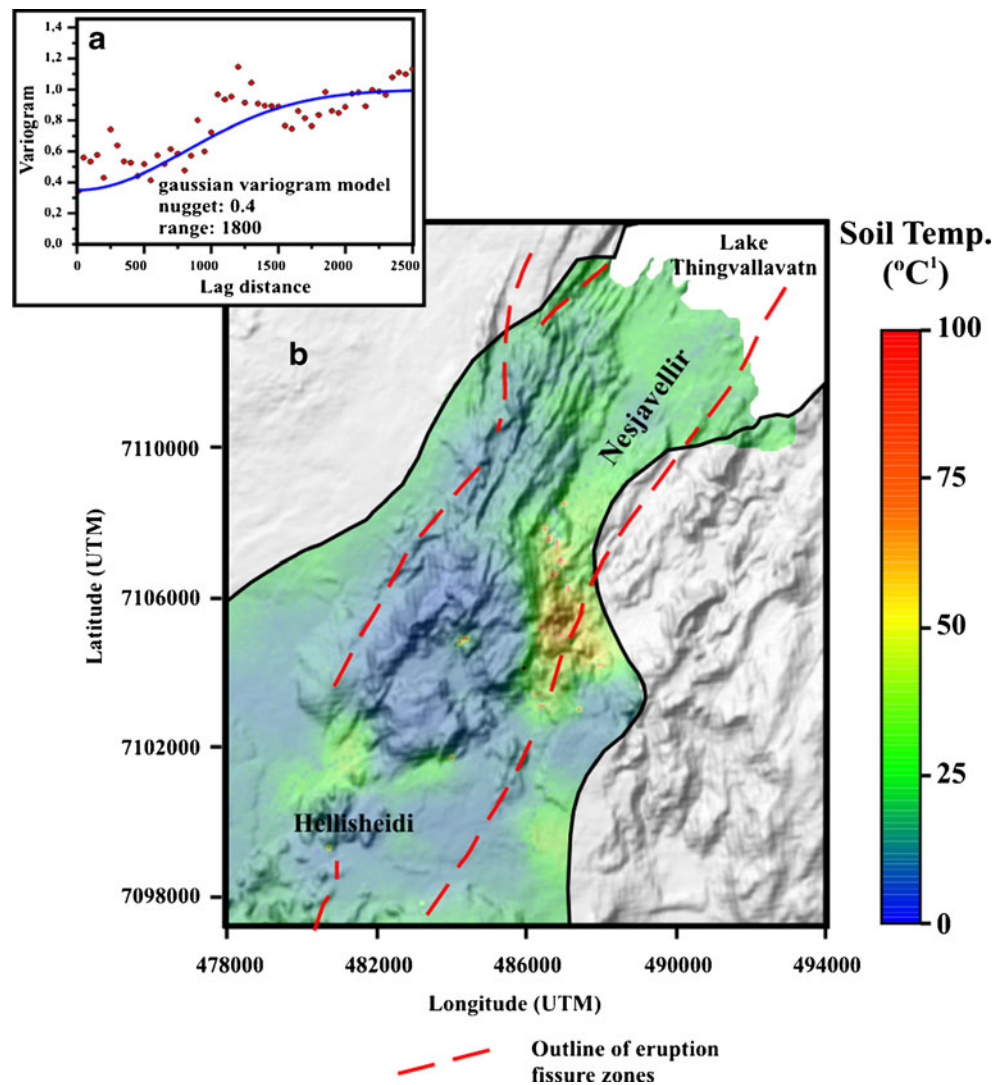 a
1,4
1,2
1.0
0,8
0,6
0,4
0,2
0,0
Variogram
gaussian variogram model
nugget: 0.4
range: 1800
0
500
1000
1500
2000
2500
Lag distance
b
Lake
Thingvallavatn
Nesjavellir
Hellisheidi
7110000
7106000
7102000
7098000
Latitude (UTM)
478000
482000
486000
490000
494000
Longitude (UTM)
Soil Temp.
(°C¹)
100
75
50
25
0
Outline of eruption
fissure zones